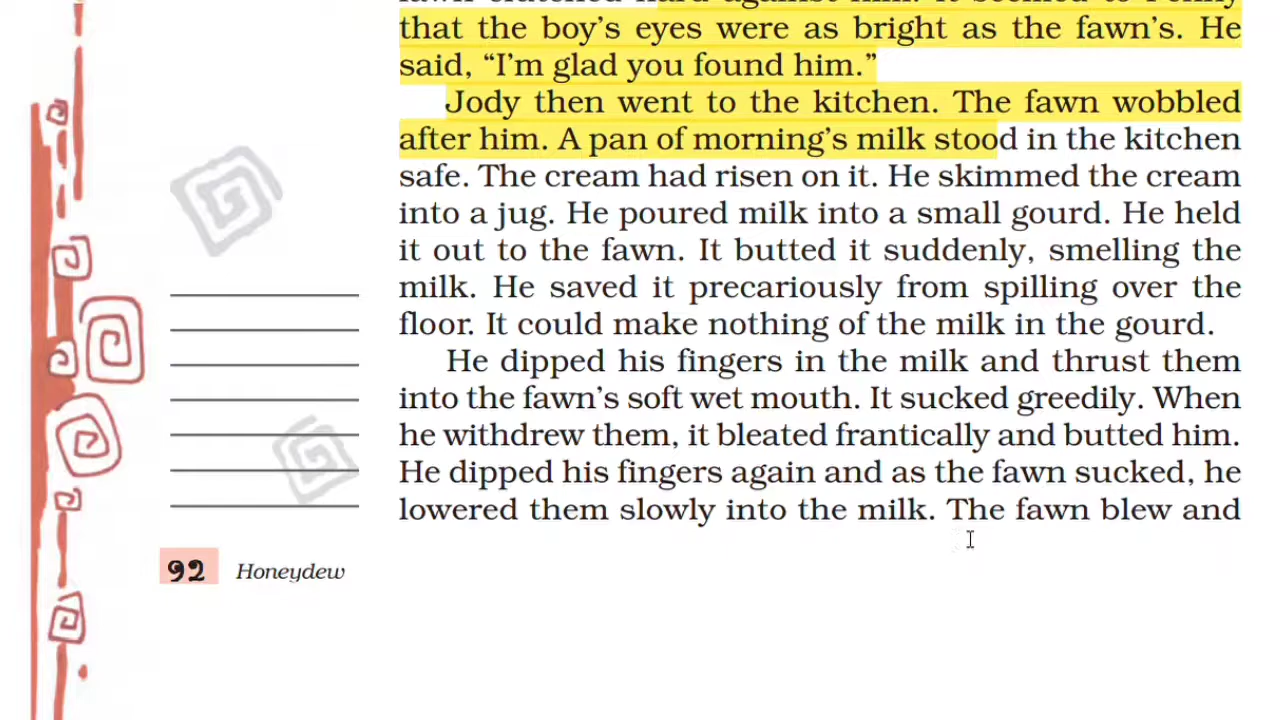 that the boy's eyes were as bright as the fawn's. He
said, “I'm glad you found him.”
Jody then went to the kitchen. The fawn wobbled
after him. A pan of morning's milk stood in the kitchen
safe. The cream had risen on it. He skimmed the cream
into a jug. He poured milk into a small gourd. He held
it out to the fawn. It butted it suddenly, smelling the
milk. He saved it precariously from spilling over the
floor. It could make nothing of the milk in the gourd.
He dipped his fingers in the milk and thrust them
into the fawn's soft wet mouth. It sucked greedily. When
he withdrew them, it bleated frantically and butted him.
He dipped his fingers again and as the fawn sucked, he
lowered them slowly into the milk. The fawn blew and
92 Honeydew